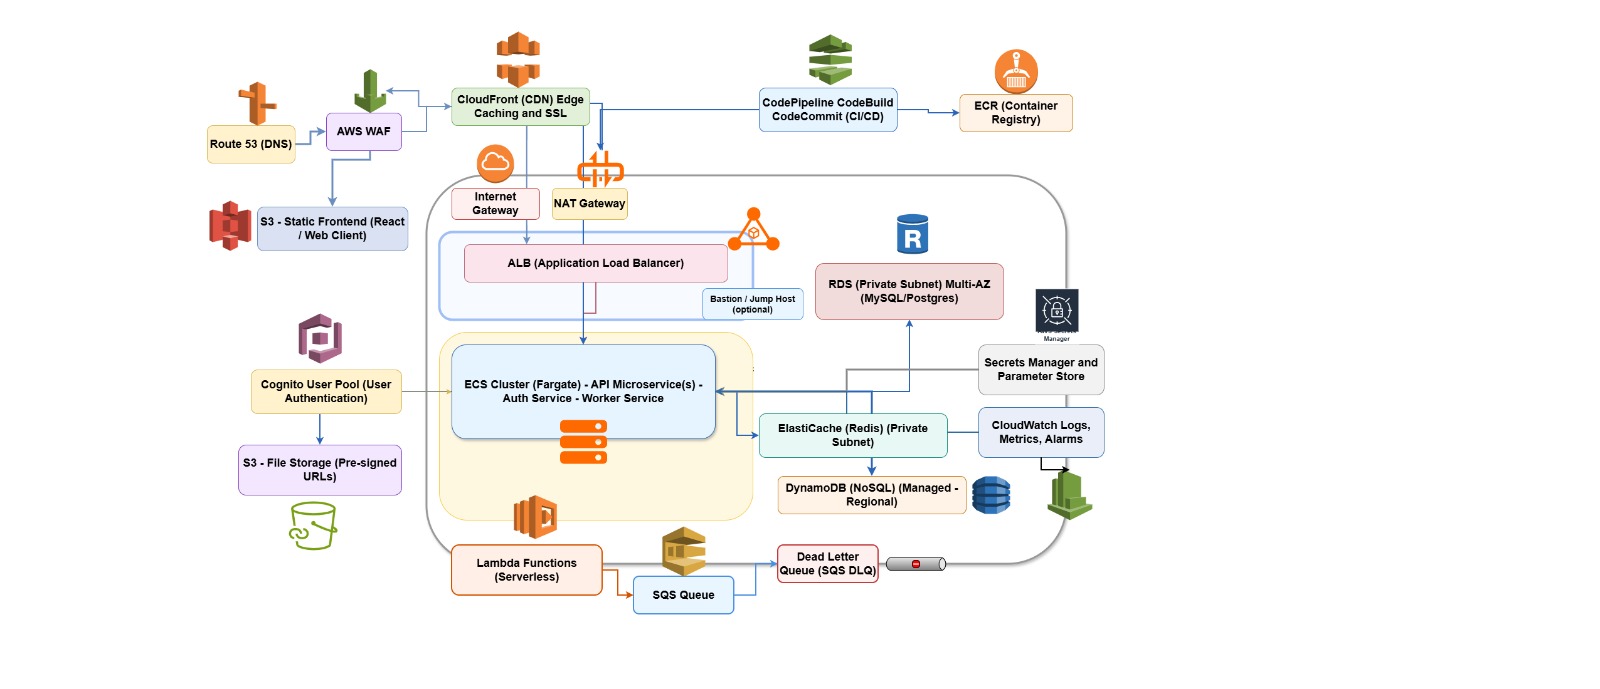 CloudFront (CDN) Edge
Caching and SSL
CodePipeline CodeBuild
CodeCommit (CI/CD)
ECR (Container
Registry)
Route 53 (DNS)
AWS WAF
Internet
Gateway
NAT Gateway
S3 - Static Frontend (React
/ Web Client)
ALB (Application Load Balancer)
Bastion / Jump Host
(optional)
R
RDS (Private Subnet) Multi-AZ
(MySQL/Postgres)
Manager
Secrets Manager and
Parameter Store
Cognito User Pool (User
Authentication)
ECS Cluster (Fargate) - API Microservice(s) -
Auth Service - Worker Service
ElastiCache (Redis) (Private
Subnet)
CloudWatch Logs,
Metrics, Alarms
S3 - File Storage (Pre-signed
URLs)
DynamoDB (NoSQL) (Managed -
Regional)
Lambda Functions
(Serverless)
SQS Queue
Dead Letter
Queue (SQS DLQ)